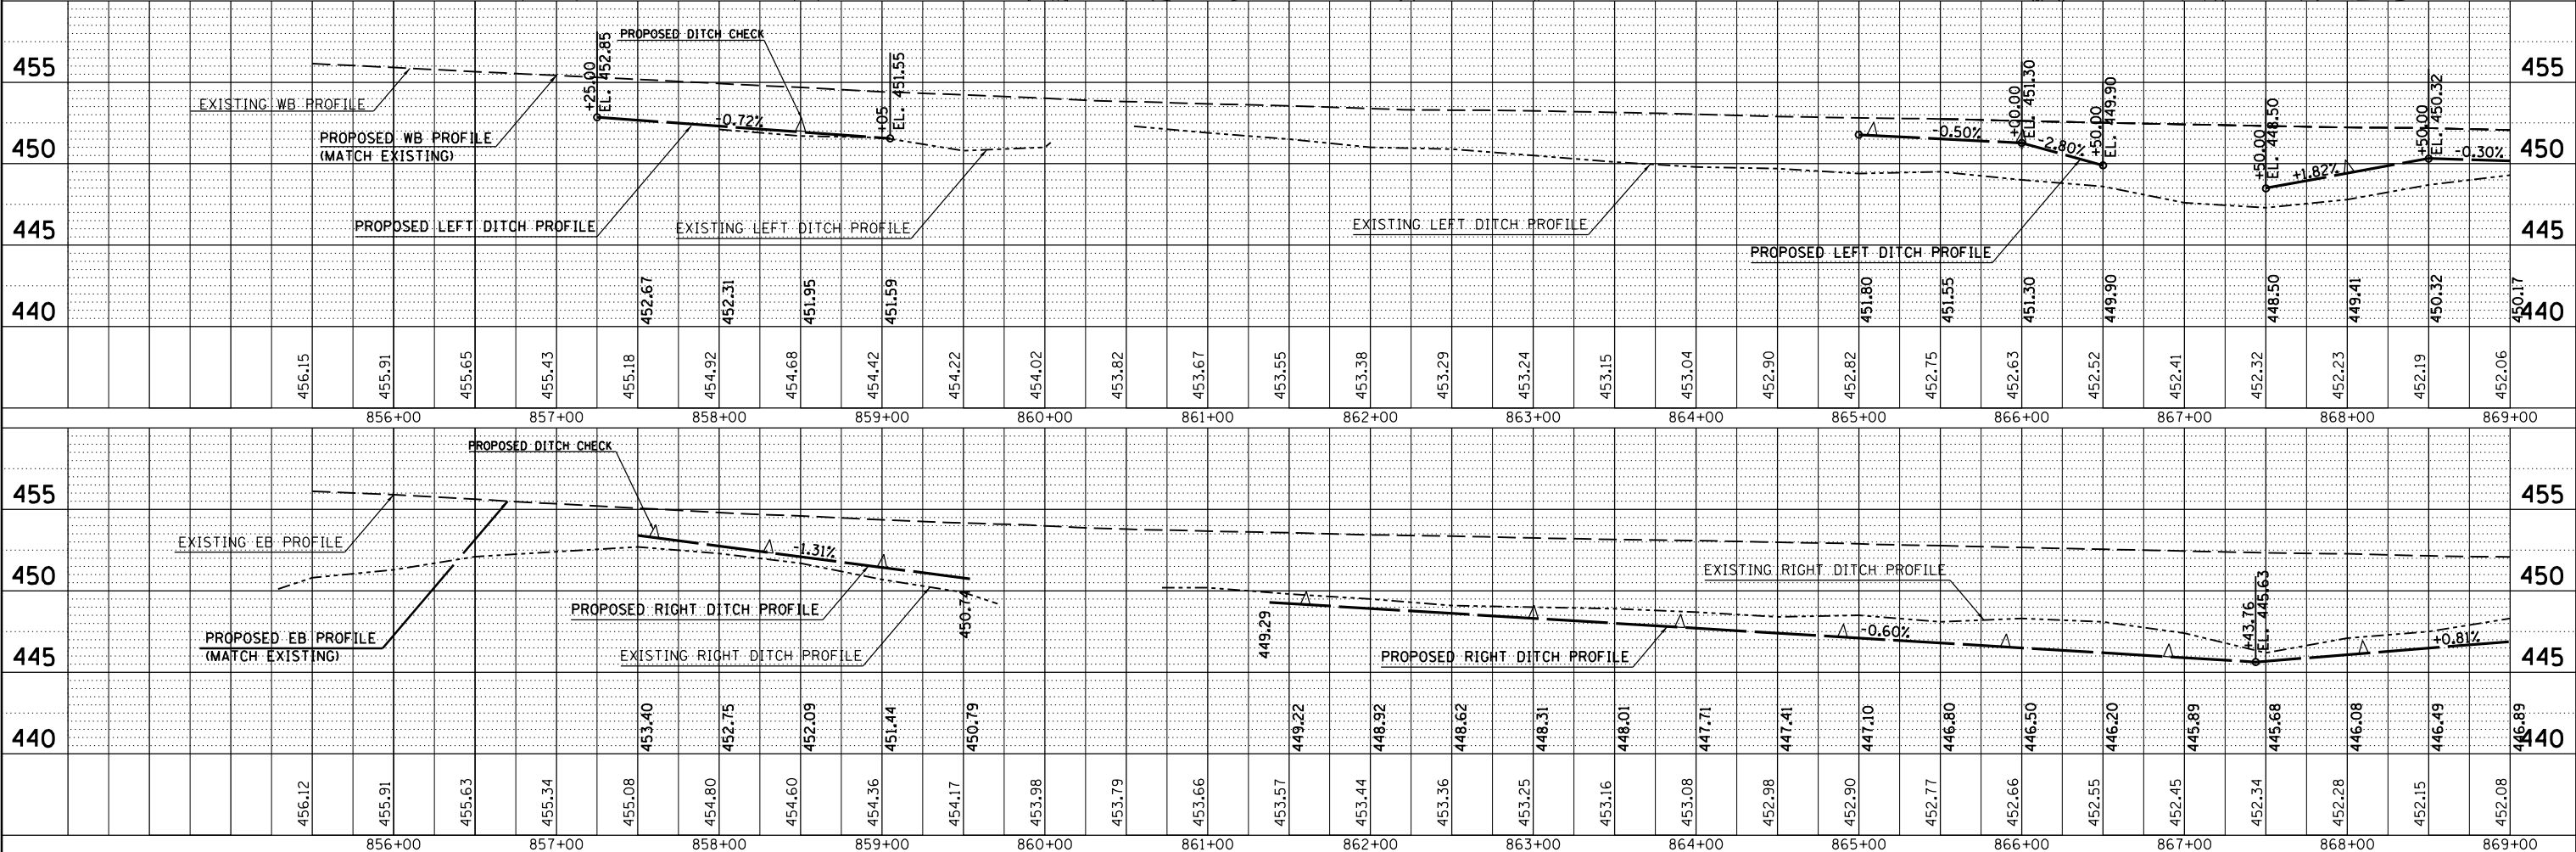 PROPOSED DITCH CHECK
455
455
+25.00
EL. 452.85
+05
EL. 451.55
EXISTING WB PROFILE
PROPOSED WB PROFILE
(MATCH EXISTING)
-0.72%
+00.00
EL. 451.30
-0.50%
-2.80%
+50.00
EL. 449.90
+50.00
EL. 448.50
+1.82%
+50.00
EL. 450.32
-0.30%
450
450
PROPOSED LEFT DITCH PROFILE
EXISTING LEFT DITCH PROFILE
EXISTING LEFT DITCH PROFILE
PROPOSED LEFT DITCH PROFILE
445
445
452.67 452.31 451.95 451.59 451.80 451.55 451.30 449.90 448.50 449.41 450.32 450.17
440
440
456.15 455.91 455.65 455.43 455.18 454.92 454.68 454.42 454.22 454.02 453.82 453.67 453.55 453.38 453.29 453.24 453.15 453.04 452.90 452.82 452.75 452.63 452.52 452.41 452.32 452.23 452.19 452.06
856+00 857+00 858+00 859+00 860+00 861+00 862+00 863+00 864+00 865+00 866+00 867+00 868+00 869+00
PROPOSED DITCH CHECK
455
455
EXISTING EB PROFILE
-1.31%
450
450
EXISTING RIGHT DITCH PROFILE
PROPOSED RIGHT DITCH PROFILE
450.74
449.29
-0.60%
+43.76
EL. 445.63
+0.81%
PROPOSED EB PROFILE
(MATCH EXISTING)
EXISTING RIGHT DITCH PROFILE
PROPOSED RIGHT DITCH PROFILE
445
445
453.40 452.75 452.09 451.44 450.79 449.22 448.92 448.62 448.31 448.01 447.71 447.41 447.10 446.80 446.50 446.20 445.89 445.68 446.08 446.49 446.89
440
440
456.12 455.91 455.63 455.34 455.08 454.80 454.60 454.36 454.17 453.98 453.79 453.66 453.57 453.44 453.36 453.25 453.16 453.08 452.98 452.90 452.77 452.66 452.55 452.45 452.34 452.28 452.15 452.08
856+00 857+00 858+00 859+00 860+00 861+00 862+00 863+00 864+00 865+00 866+00 867+00 868+00 869+00